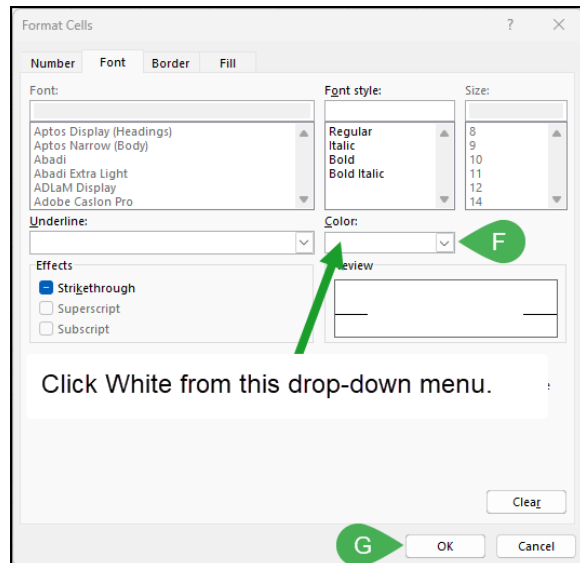 Format Cells ?
Number Font Border Fill
Font: Font style: Size:
Aptos Display (Headings) Regular 8
Aptos Narrow (Body) Italic 9
Abadi Bold 10
Abadi Extra Light Bold Italic 11
ADLaM Display 12
Adobe Caslon Pro 14
Underline: Color:
F
Effects review
Strikethrough
Superscript
Subscript
Click White from this drop-down menu.
Clear
G OK Cancel